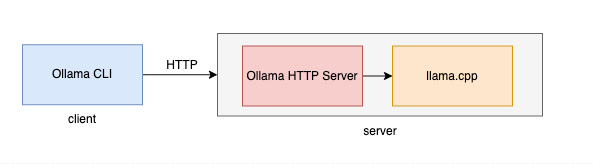 Ollama CLI
HTTP
Ollama HTTP Server
llama.cpp
client
server